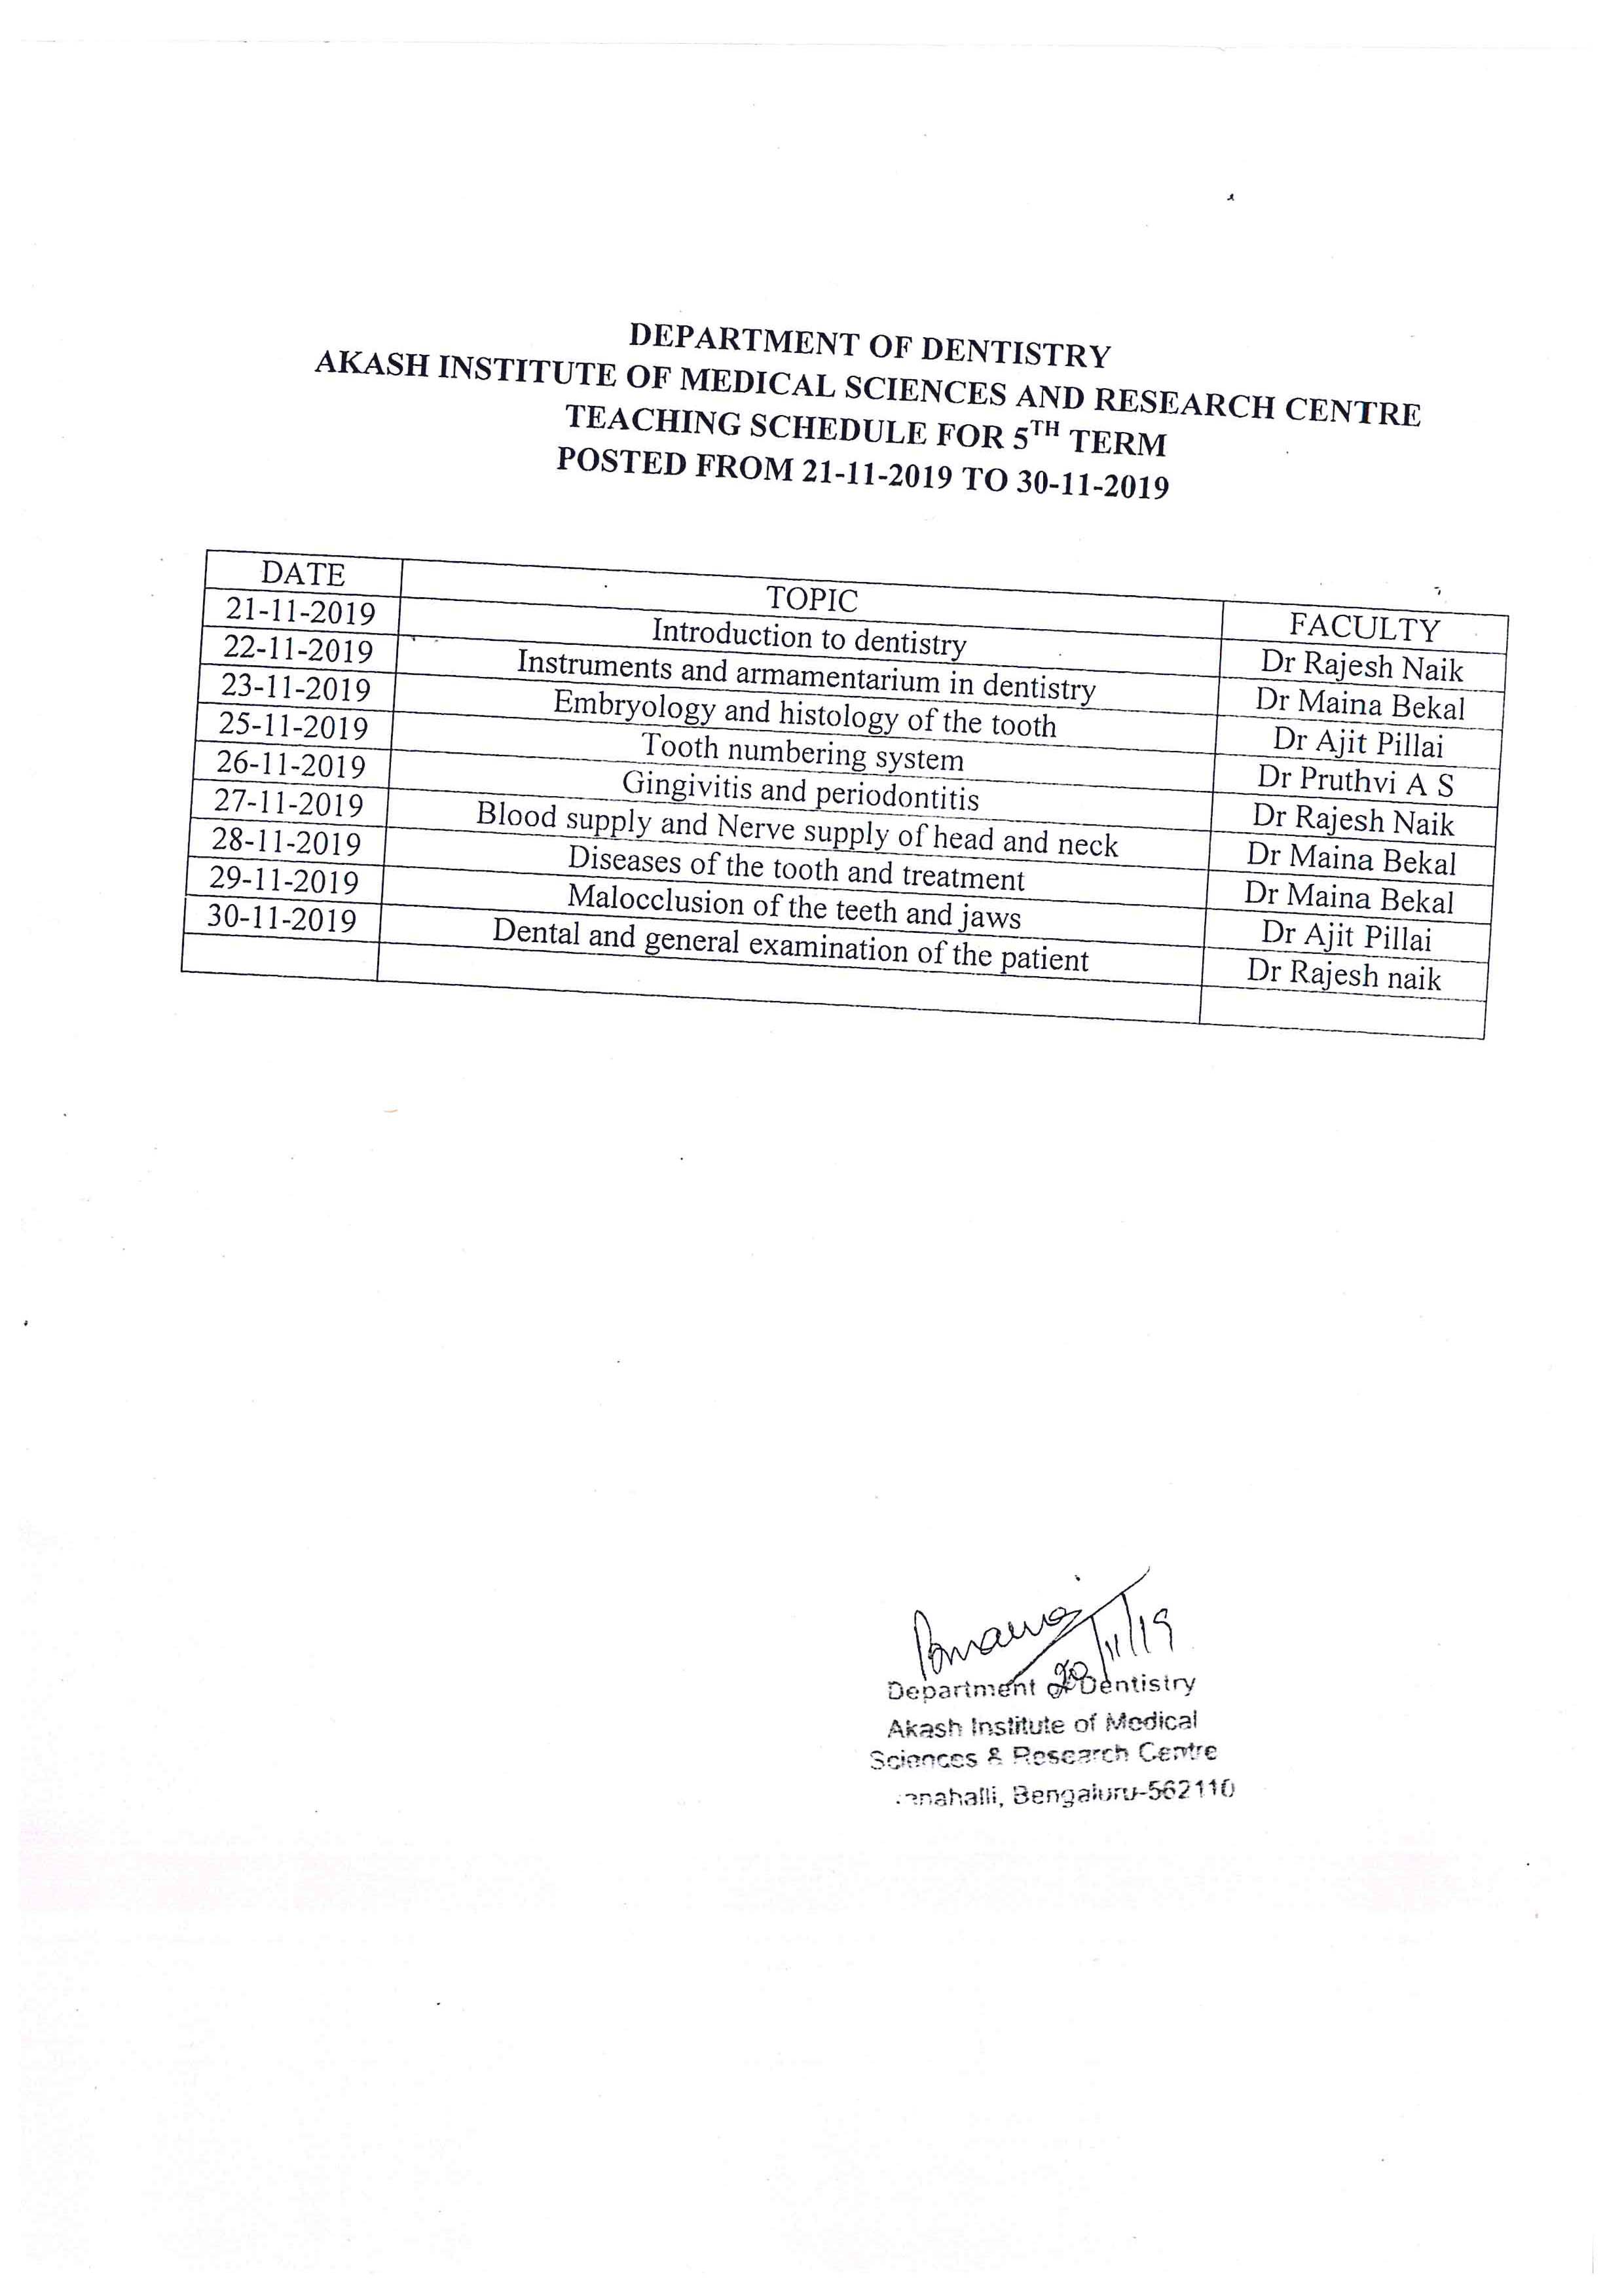 DEPARTMENT OF DENTISTRY
AKASH INSTITUTE OF MEDICAL SCIENCES AND RESEARCH CENTRE
TEACHING SCHEDULE FOR 5TH TERM
POSTED FROM 21-11-2019 TO 30-11-2019
DATE TOPIC FACULTY
21-11-2019 Introduction to dentistry Dr Rajesh Naik
22-11-2019 Instruments and armamentarium in dentistry Dr Maina Bekal
23-11-2019 Embryology and histology of the tooth Dr Ajit Pillai
25-11-2019 Tooth numbering system Dr Pruthvi A S
26-11-2019 Gingivitis and periodontitis Dr Rajesh Naik
27-11-2019 Blood supply and Nerve supply of head and neck Dr Maina Bekal
28-11-2019 Diseases of the tooth and treatment Dr Maina Bekal
29-11-2019 Malocclusion of the teeth and jaws Dr Ajit Pillai
30-11-2019 Dental and general examination of the patient Dr Rajesh naik
20/11/19
Department of Dentistry
Akash Institute of Medical
Sciences & Research Centre
Bengaluru-562110